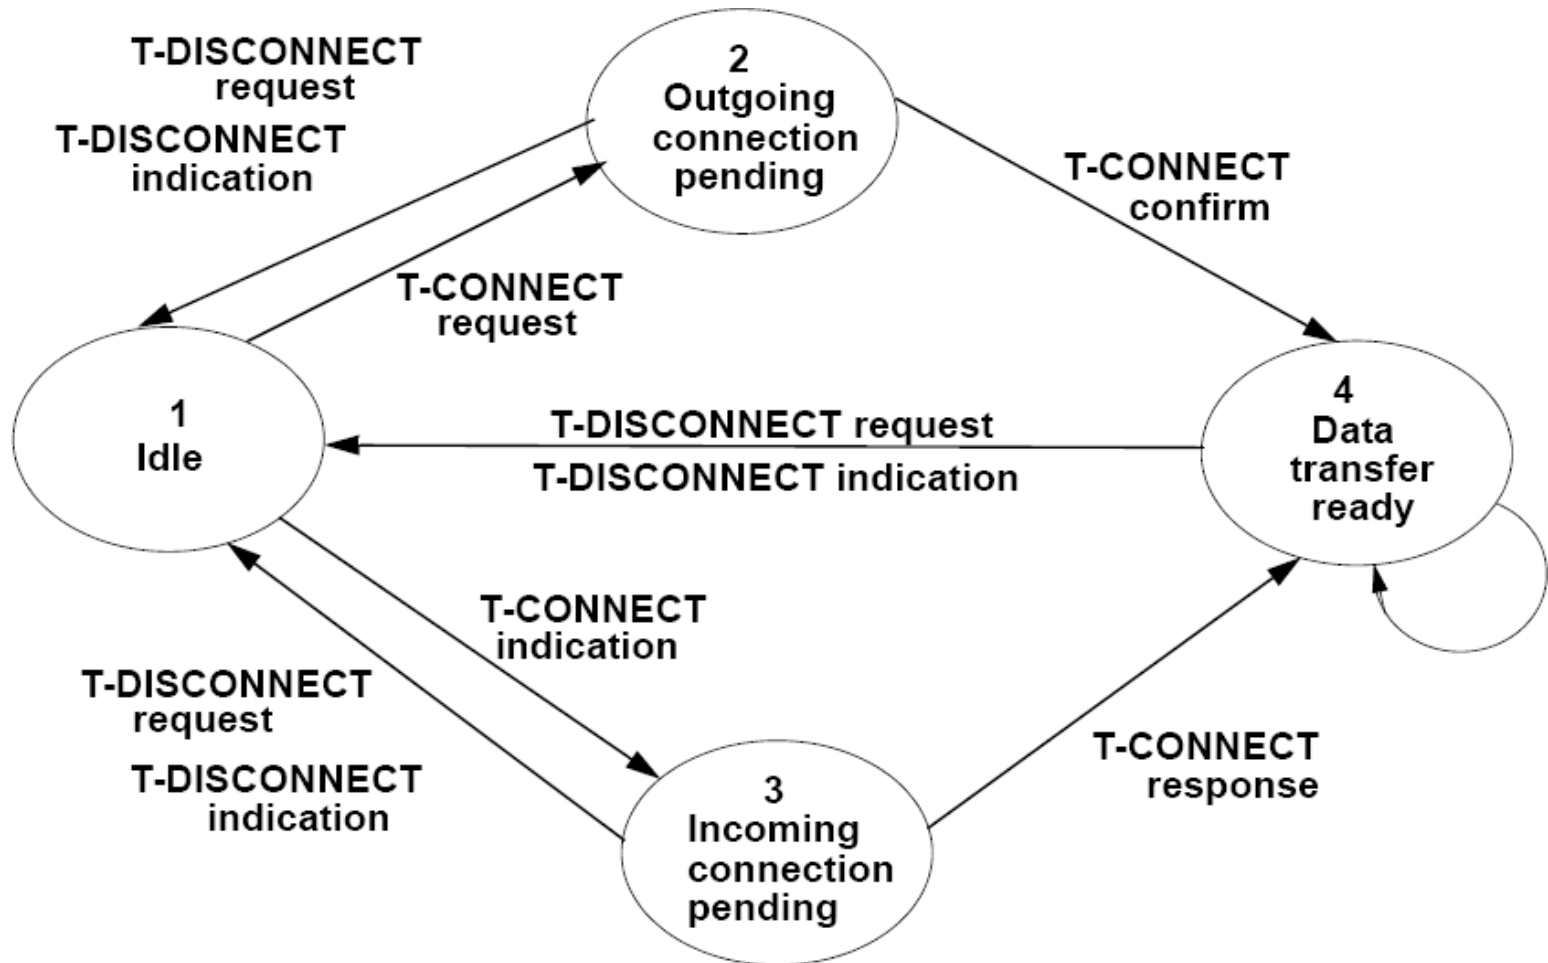 T-DISCONNECT
request
T-DISCONNECT
indication
2
Outgoing
connection
pending
T-CONNECT
confirm
T-CONNECT
request
1
Idle
T-DISCONNECT request
T-DISCONNECT indication
4
Data
transfer
ready
T-CONNECT
indication
T-DISCONNECT
request
T-DISCONNECT
indication
3
Incoming
connection
pending
T-CONNECT
response